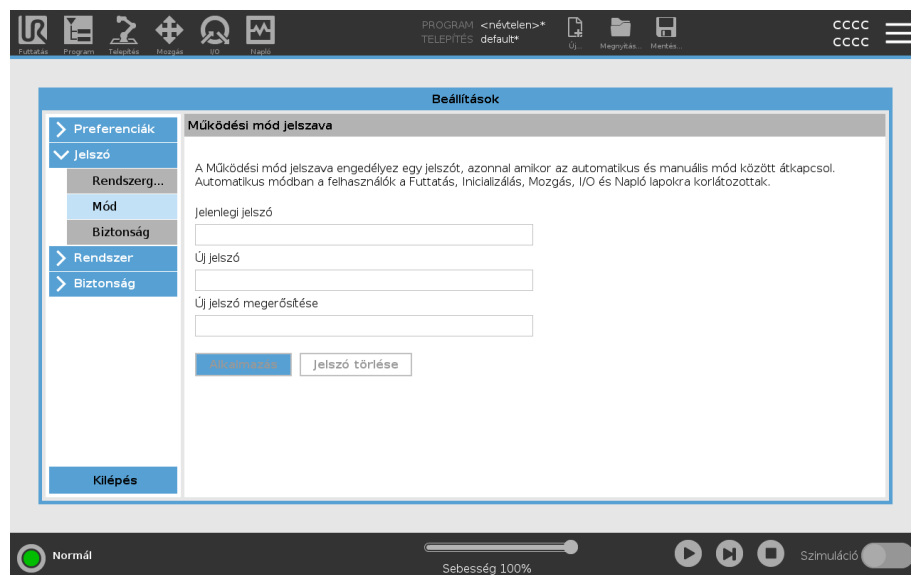 PROGRAM <névtelen>*
TELEPÍTÉS default*
CCCC
CCCC
Futtatás Program Telepítés Mozgás I/O Napló Új... Megnyitás... Mentés...
Beállítások
Preferenciák
Jelszó
Rendszerg...
Mód
Biztonság
Rendszer
Biztonság
Kilépés
Működési mód jelszava
A Működési mód jelszava engedélyez egy jelszót, azonnal amikor az automatikus és manuális mód között átkapcsol.
Automatikus módban a felhasználók a Futtatás, Inicializálás, Mozgás, I/O és Napló lapokra korlátozottak.
Jelenlegi jelszó
Új jelszó
Új jelszó megerősítése
Alkalmazás Jelszó törlése
Normál
Sebesség 100%
Szimuláció